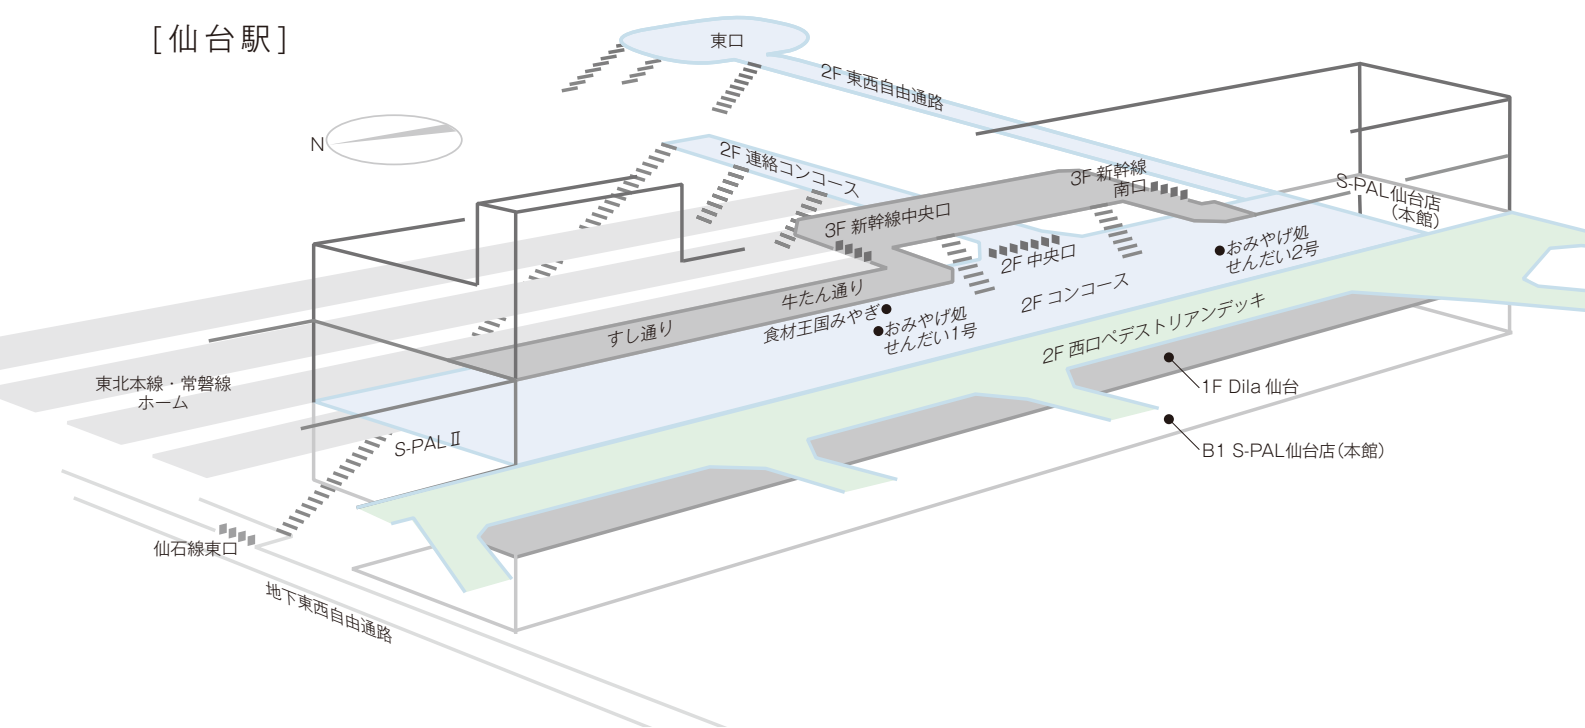 [仙台駅]
東口
2F 東西自由通路
N
2F 連絡コンコース
3F 新幹線
南口
S-PAL仙台店
（本館）
3F 新幹線中央口
2F 中央口
おみやげ処
せんだい2号
牛たん通り
2F コンコース
すし通り
食材王国みやぎ
おみやげ処
せんだい1号
2F 西口ペデストリアンデッキ
東北本線・常磐線
ホーム
1F Dila 仙台
S-PAL Ⅱ
B1 S-PAL仙台店（本館）
仙石線東口
地下東西自由通路